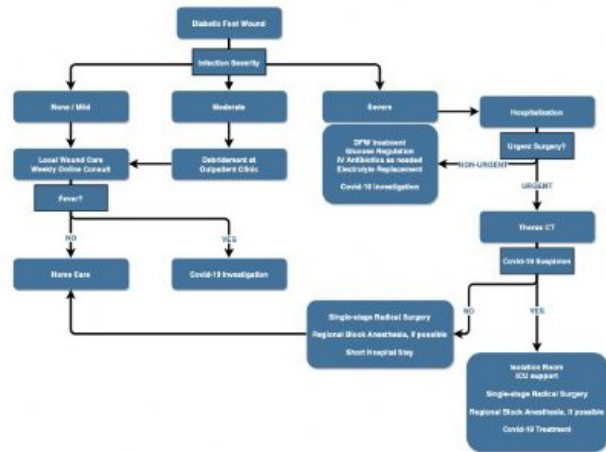 Diabetic Foot Wound
Infection Severity
None / Mild
Moderate
Severe
Hospitalization
Local Wound Care
Weekly Online Consult
Debridement at
Outpatient Clinic
DFW treatment
Glucose Regulation
IV Antibiotics as needed
Electrolyte Replacement
Covid-19 Investigation
Urgent Surgery?
NON-URGENT
URGENT
Fever?
NO
YES
Thorax CT
Covid-19 Suspicion
Home Care
Covid-19 Investigation
NO
YES
Single-stage Radical Surgery
Regional Block Anesthesia, if possible
Short Hospital Stay
Isolation Room
ICU support
Single-stage Radical Surgery
Regional Block Anesthesia, if possible
Covid-19 Treatment